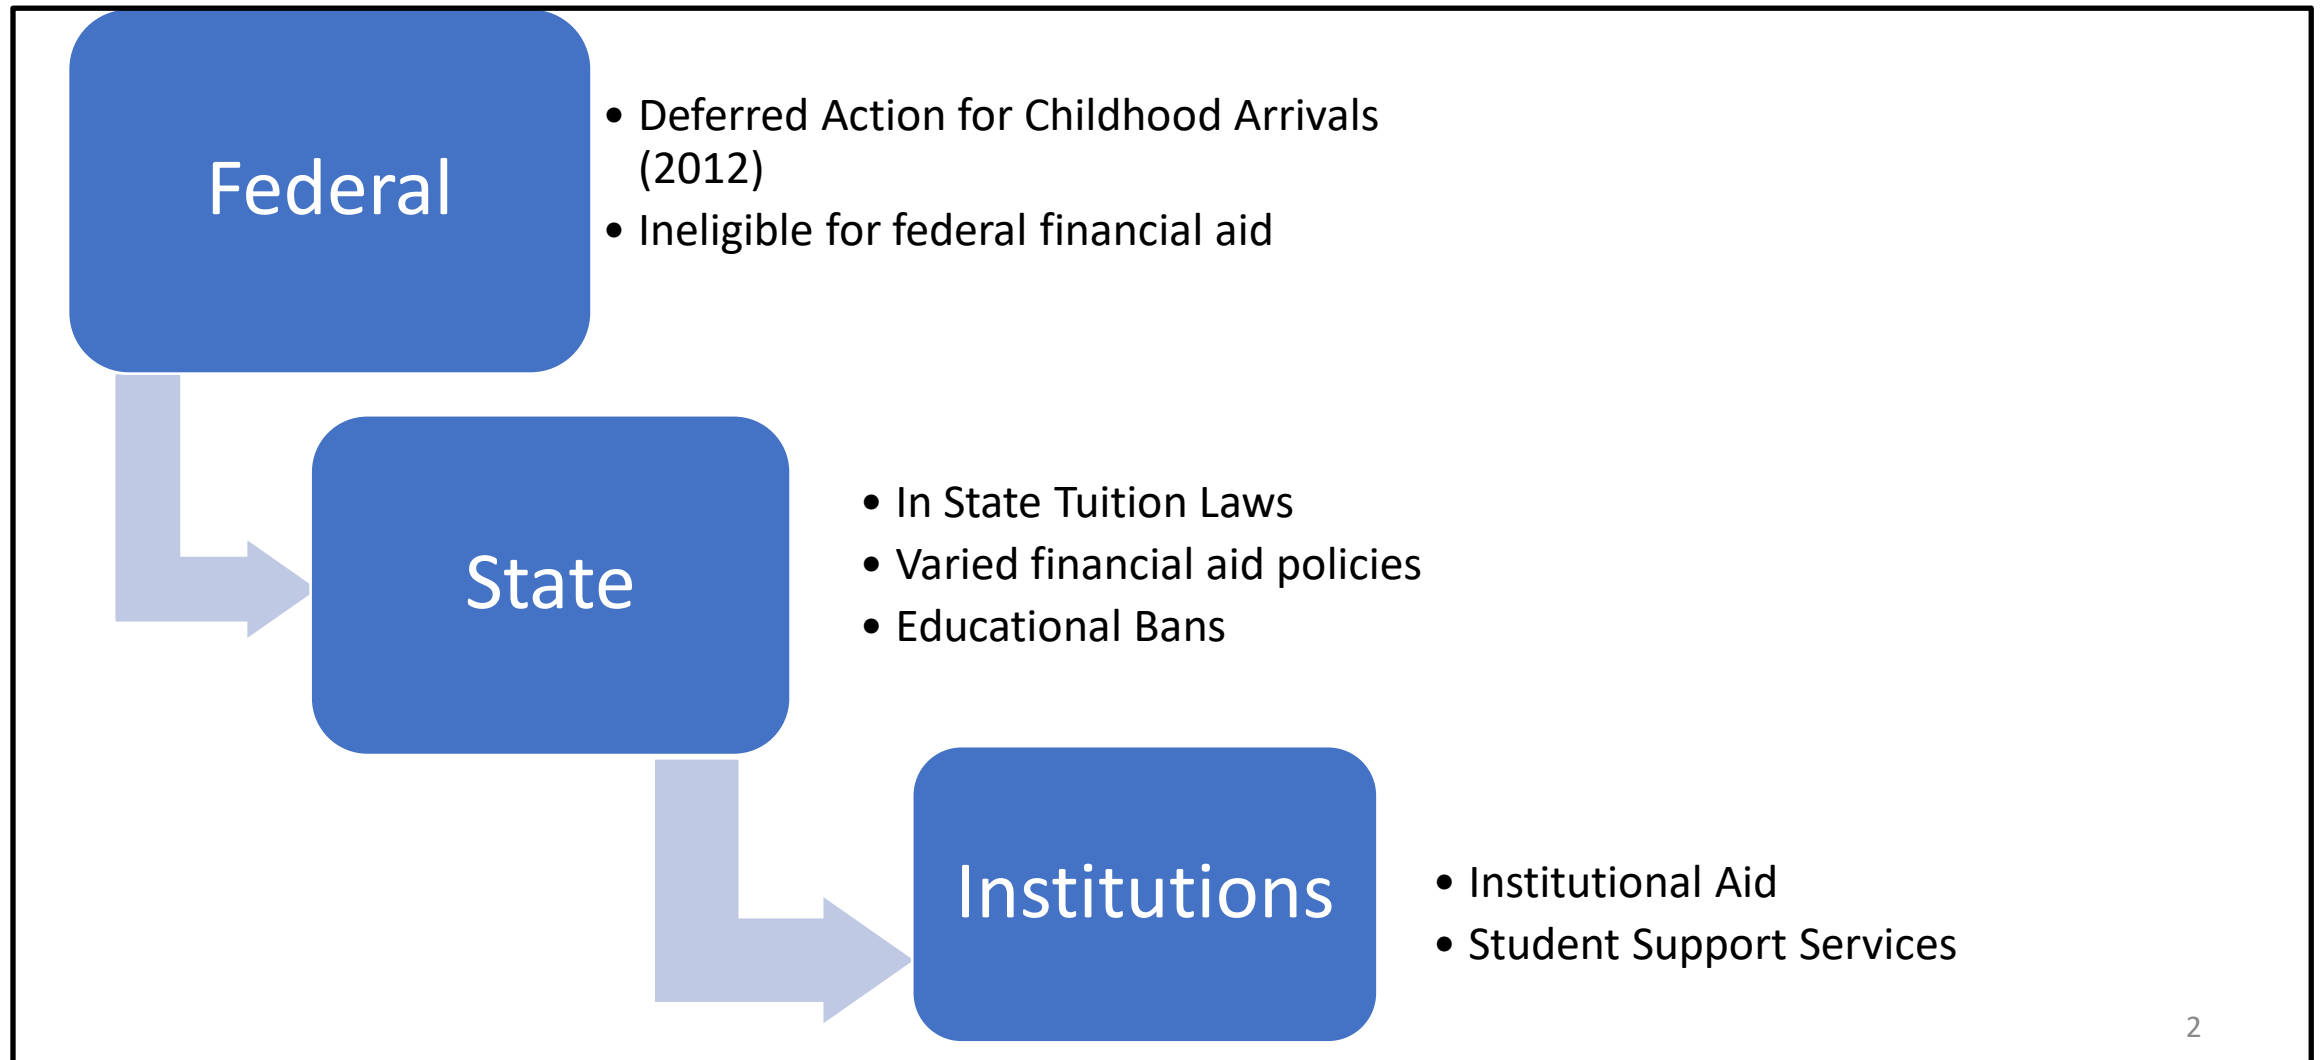 Federal
• Deferred Action for Childhood Arrivals
(2012)
• Ineligible for federal financial aid
State
• In State Tuition Laws
• Varied financial aid policies
• Educational Bans
Institutions
• Institutional Aid
• Student Support Services
2